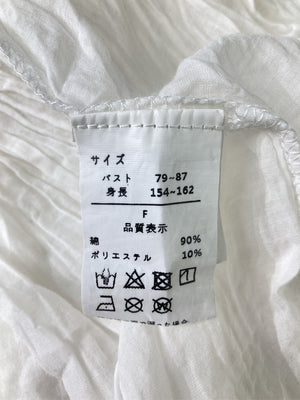 サイズ
バスト 79~87
身長 154~162
F
品質表示
綿 90%
ポリエステル 10%